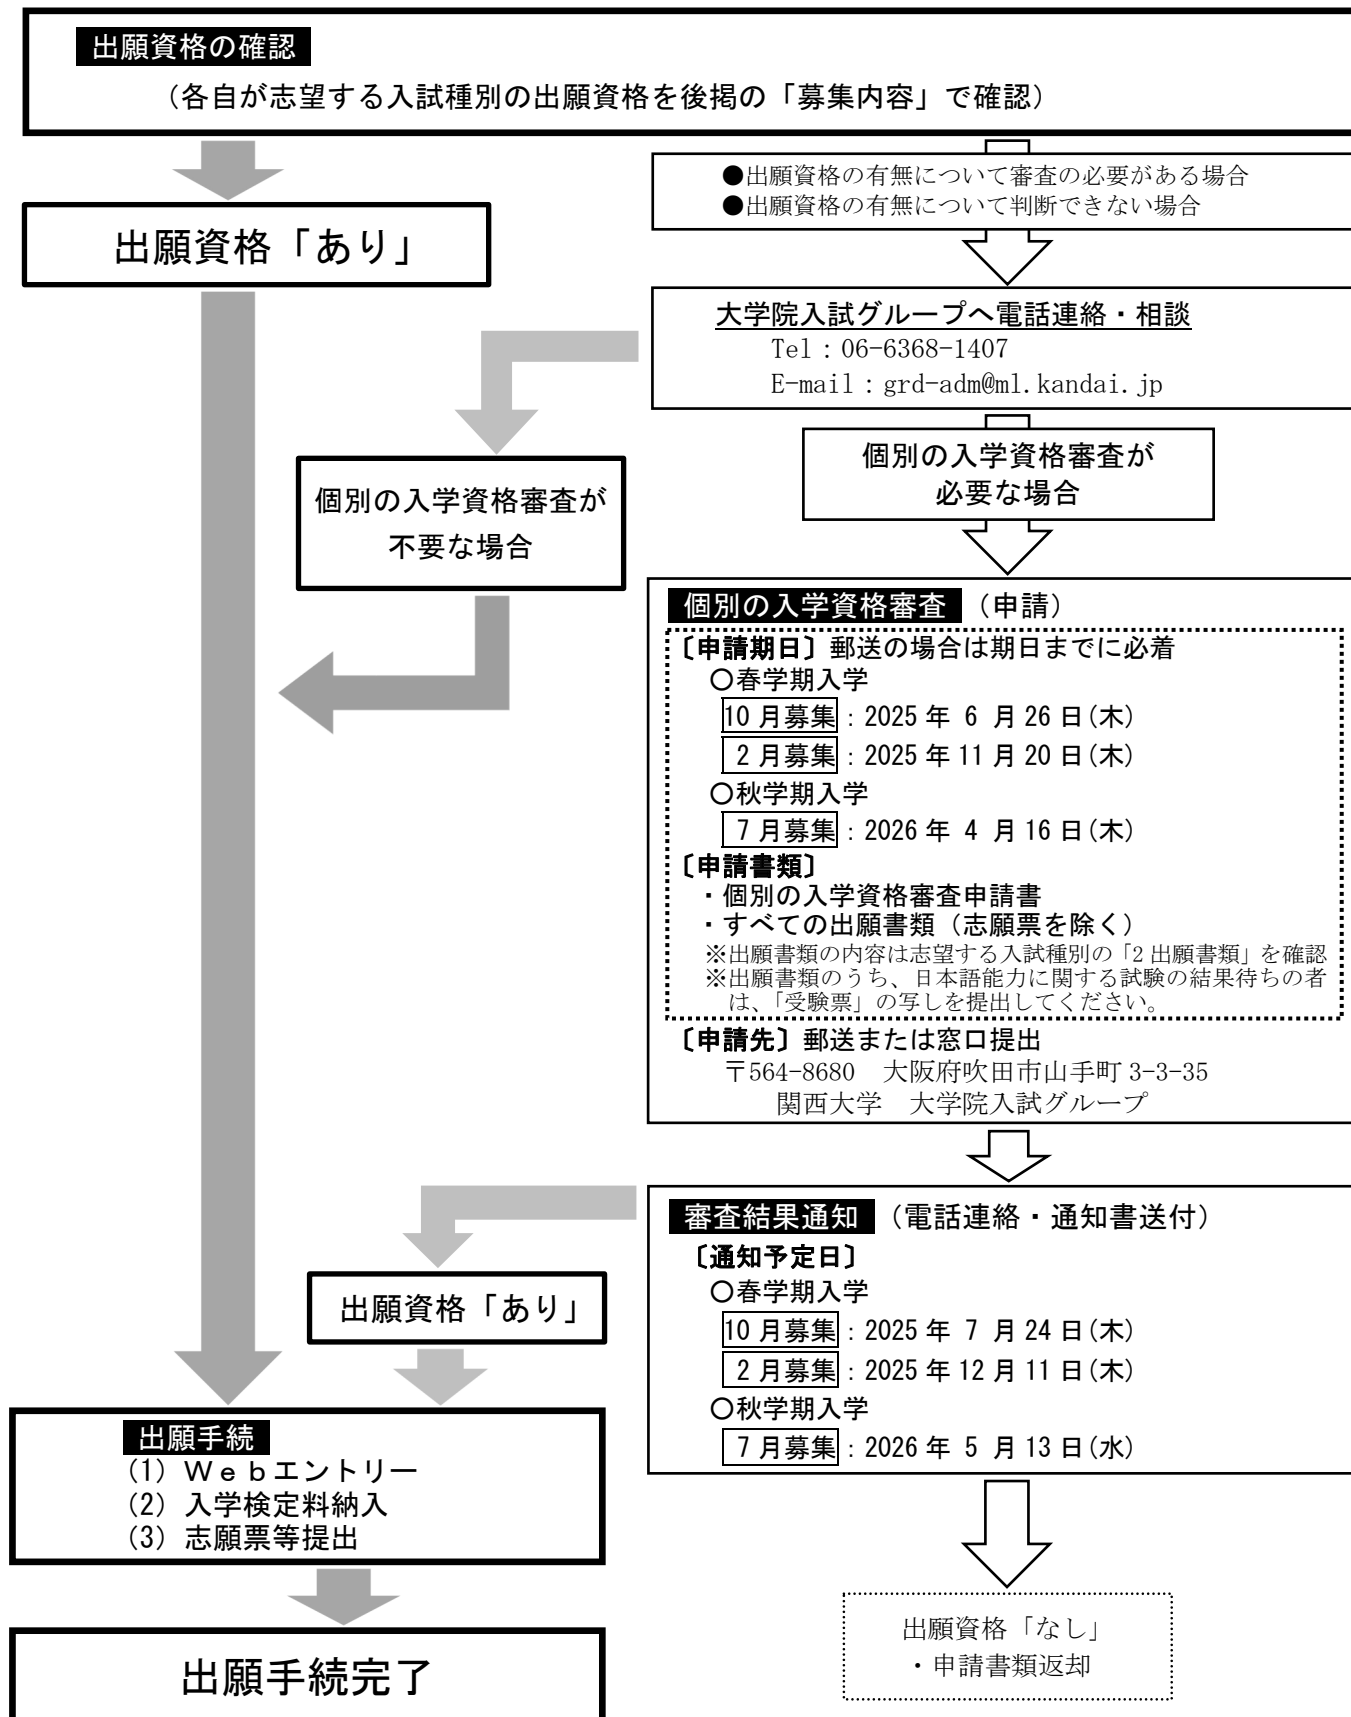 出願資格の確認
（各自が志望する入試種別の出願資格を後掲の「募集内容」で確認）
●出願資格の有無について審査の必要がある場合
●出願資格の有無について判断できない場合
出願資格「あり」
大学院入試グループへ電話連絡・相談
Tel：06-6368-1407
E-mail：grd-adm@ml.kandai.jp
個別の入学資格審査が
必要な場合
個別の入学資格審査が
不要な場合
個別の入学資格審査（申請）
〔申請期日〕郵送の場合は期日までに必着
○春学期入学
10月募集：2025年 6 月26日(木)
2月募集：2025年11月20日(木)
○秋学期入学
7月募集：2026年 4 月16日(木)
〔申請書類〕
・個別の入学資格審査申請書
・すべての出願書類（志願票を除く）
※出願書類の内容は志望する入試種別の「2 出願書類」を確認
※出願書類のうち、日本語能力に関する試験の結果待ちの者
は、「受験票」の写しを提出してください。
〔申請先〕郵送または窓口提出
〒564-8680　大阪府吹田市山手町3-3-35
関西大学　大学院入試グループ
審査結果通知（電話連絡・通知書送付）
〔通知予定日〕
○春学期入学
10月募集：2025年 7 月24日(木)
2月募集：2025年12月11日(木)
○秋学期入学
7月募集：2026年 5 月13日(水)
出願資格「あり」
出願手続
(1) Ｗｅｂエントリー
(2) 入学検定料納入
(3) 志願票等提出
出願資格「なし」
・申請書類返却
出願手続完了